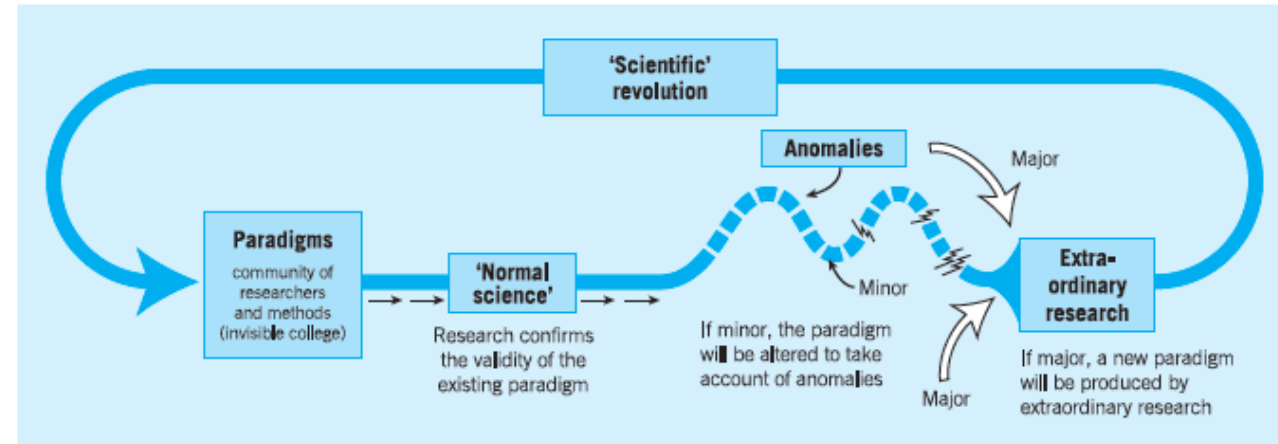 ‘Scientific’
revolution
Anomalies
Major
Paradigms
community of
researchers
and methods
(invisible college)
‘Normal
science’
Research confirms
the validity of the
existing paradigm
Minor
If minor, the paradigm
will be altered to take
account of anomalies
Major
Extra-
ordinary
research
If major, a new paradigm
will be produced by
extraordinary research